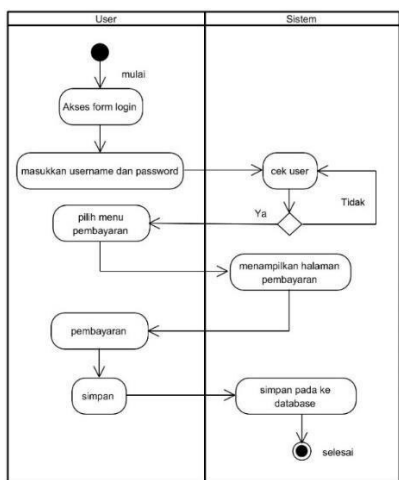 User
Sistem
mulai
Akses form login
masukkan username dan password
cek user
Ya
Tidak
pilih menu
pembayaran
menampilkan halaman
pembayaran
pembayaran
simpan
simpan pada ke
database
selesai